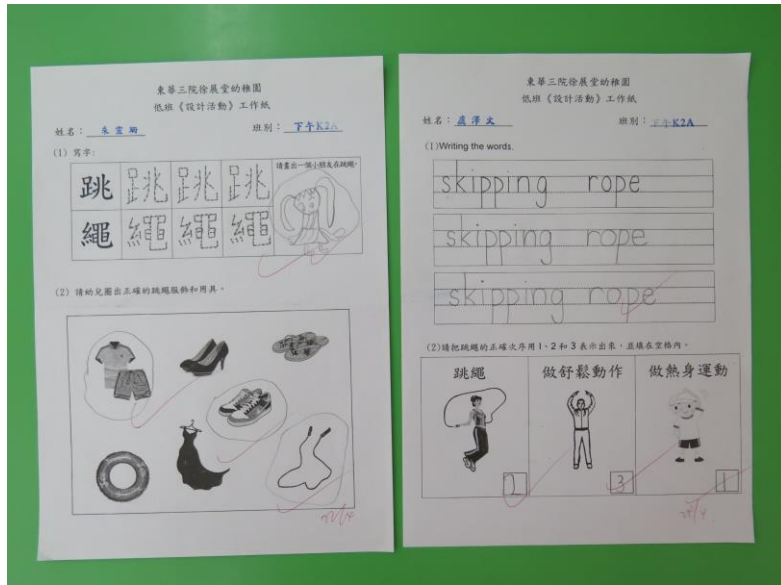 東華三院徐展堂幼稚園
低班《設計活動》工作紙
姓名：
班別： 下午K2A
(1) 寫字:
請畫出一個小朋友在跳繩。
跳 跳 跳 跳
繩 繩 繩 繩
(2) 請幼兒圈出正確的跳繩服飾和用具。
東華三院徐展堂幼稚園
低班《設計活動》工作紙
姓名：
班別： 下午K2A
(1)Writing the words.
skipping rope
skipping rope
skipping rope
(2)請把跳繩的正確次序用1、2和3表示出來，並填在空格內。
跳繩 做舒鬆動作 做熱身運動
2 3 1